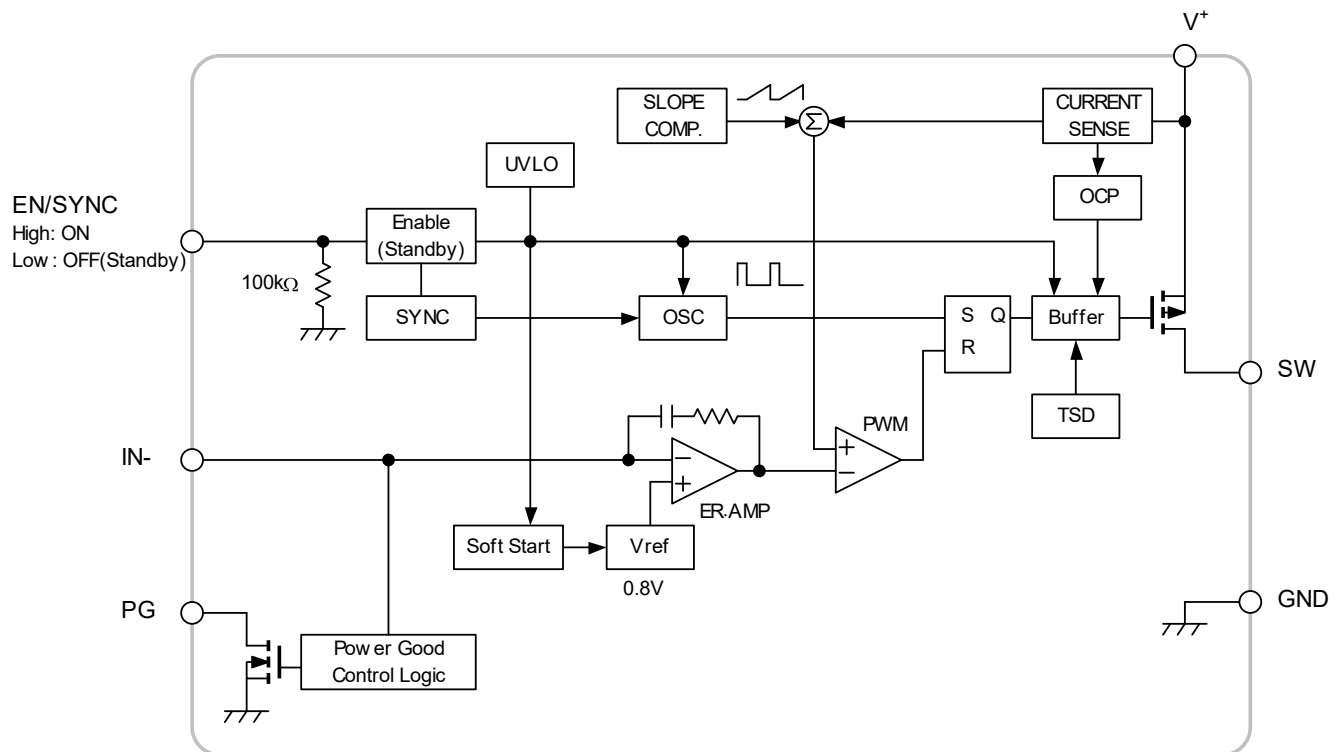 V+
SLOPE
COMP.
Σ
CURRENT
SENSE
UVLO
OCP
EN/SYNC
High: ON
Low : OFF(Standby)
Enable
(Standby)
100kΩ
SYNC
OSC
S Q
R
Buffer
SW
TSD
PWM
IN-
−
+
+
−
ER.AMP
Soft Start
Vref
0.8V
PG
GND
Power Good
Control Logic